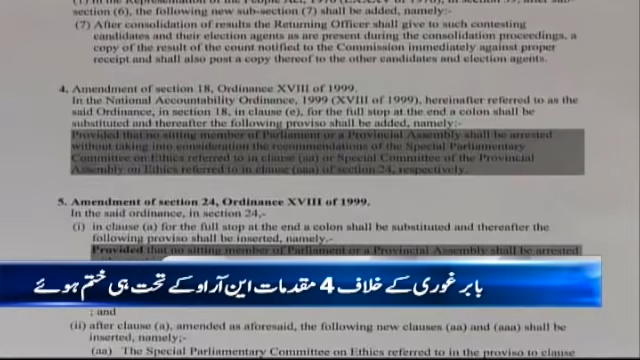 section (6), the following new sub-section (7) shall be added, namely:-
(7) After consolidation of results the Returning Officer shall give to such contesting
candidates and their election agents as are present during the consolidation proceedings, a
copy of the result of the count notified to the Commission immediately against proper
receipt and shall also post a copy thereof to the other candidates and election agents.
4. Amendment of section 18, Ordinance XVIII of 1999.
In the National Accountability Ordinance, 1999 (XVIII of 1999), hereinafter referred to as the
said Ordinance, in section 18, in clause (e), for the full stop at the end a colon shall be
substituted and thereafter the following proviso shall be added, namely:
Provided that no sitting member of Parliament or a Provincial Assembly shall be arrested
without taking into consideration the recommendations of the Special Parliamentary
Committee on Ethics referred to in clause (aa) or Special Committee of the Provincial
Assembly on Ethics referred to in clause (aaa) of section 24, respectively.
5. Amendment of section 24, Ordinance XVIII of 1999.
In the said ordinance, in section 24,-
(i) in clause (a) for the full stop at the end a colon shall be substituted and thereafter the
following proviso shall be inserted, namely.-
Provided that no sitting member of Parliament or a Provincial Assembly shall be arrested
بابر غوری کے خلاف 4 مقدمات این آر او کے تحت ہی ختم ہوئے
; and
(ii) after clause (a), amended as aforesaid, the following new clauses (aa) and (aaa) shall be
inserted, namely;-
(aa) The Special Parliamentary Committee on Ethics referred to in the proviso to clause